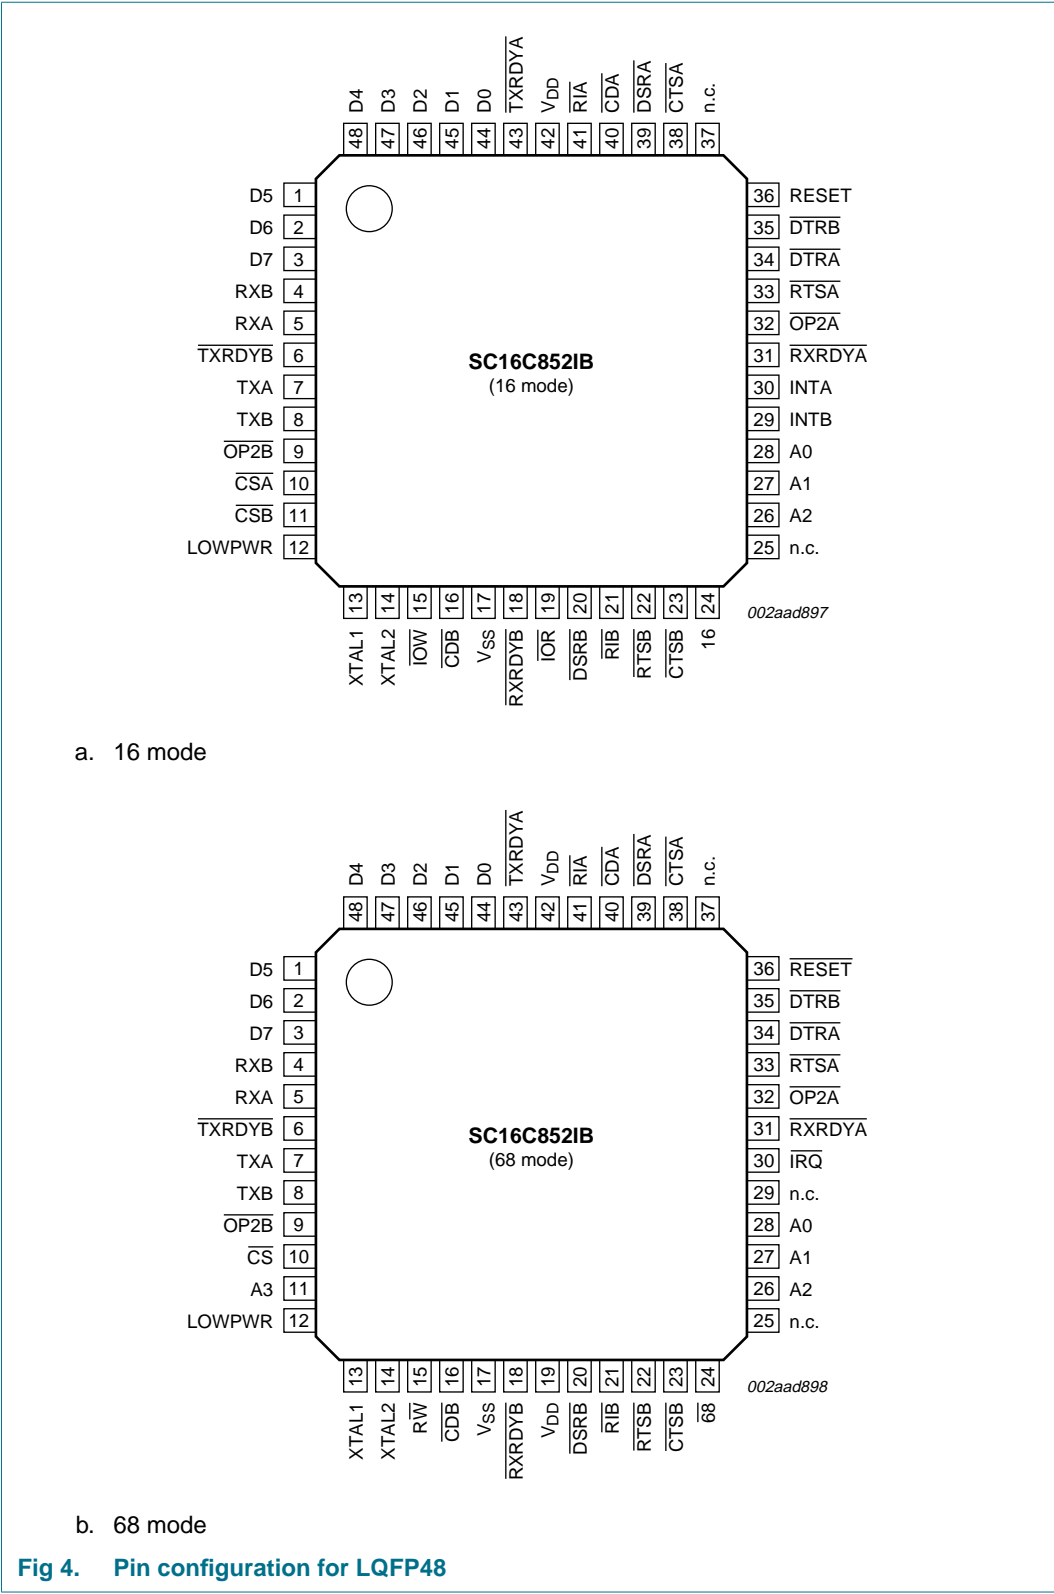 D4 D3 D2 D1 D0 TXRDYA VDD RIA CDA DSRA CTSA n.c.
48 47 46 45 44 43 42 41 40 39 38 37
D5 1 36 RESET
D6 2 35 DTRB
D7 3 34 DTRA
RXB 4 33 RTSA
RXA 5 32 OP2A
TXRDYB 6 31 RXRDYA
SC16C852IB
TXA 7 (16 mode) 30 INTA
TXB 8 29 INTB
OP2B 9 28 A0
CSA 10 27 A1
CSB 11 26 A2
LOWPWR 12 25 n.c.
13 14 15 16 17 18 19 20 21 22 23 24 002aad897
XTAL1 XTAL2 IOW CDB VSS RXRDYB IOR DSRB RIB RTSB CTSB 16
a. 16 mode
D4 D3 D2 D1 D0 TXRDYA VDD RIA CDA DSRA CTSA n.c.
48 47 46 45 44 43 42 41 40 39 38 37
D5 1 36 RESET
D6 2 35 DTRB
D7 3 34 DTRA
RXB 4 33 RTSA
RXA 5 32 OP2A
TXRDYB 6 31 RXRDYA
SC16C852IB
TXA 7 (68 mode) 30 IRQ
TXB 8 29 n.c.
OP2B 9 28 A0
CS 10 27 A1
A3 11 26 A2
LOWPWR 12 25 n.c.
13 14 15 16 17 18 19 20 21 22 23 24 002aad898
XTAL1 XTAL2 RW CDB VSS RXRDYB VDD DSRB RIB RTSB CTSB 68
b. 68 mode
Fig 4. Pin configuration for LQFP48